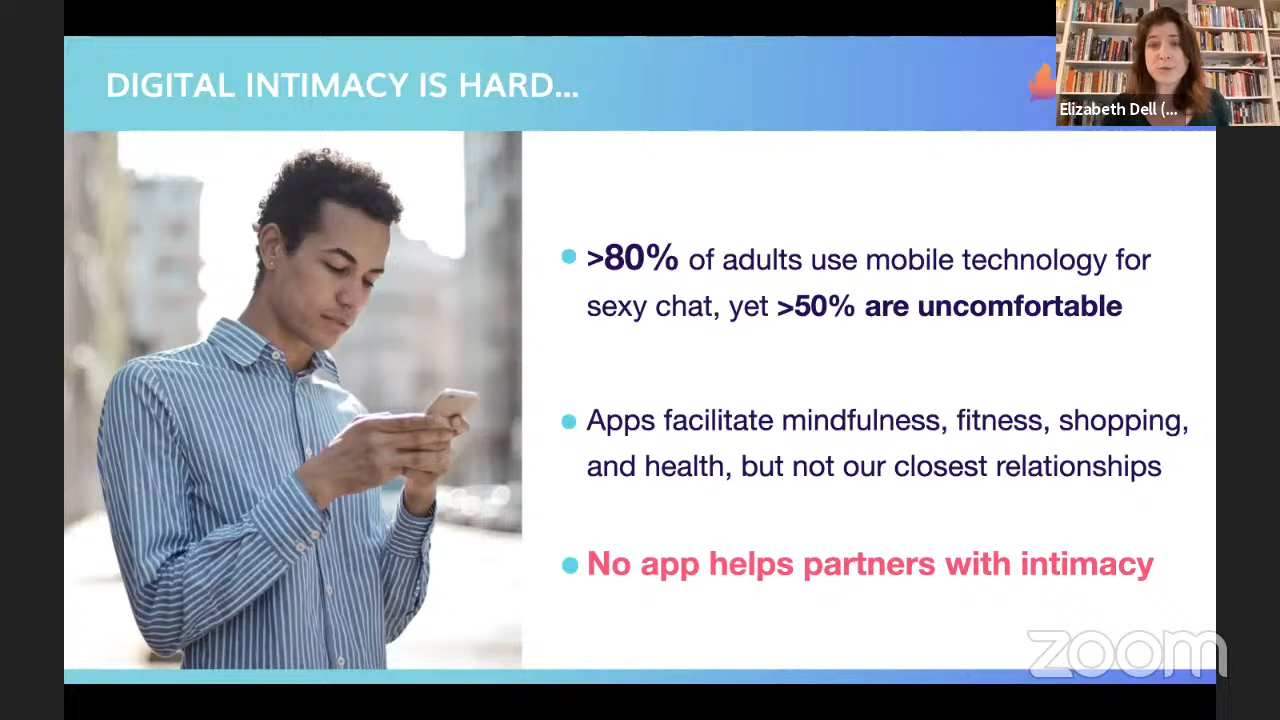 DIGITAL INTIMACY IS HARD...
Elizabeth Dell (...
>80% of adults use mobile technology for
sexy chat, yet >50% are uncomfortable
Apps facilitate mindfulness, fitness, shopping,
and health, but not our closest relationships
No app helps partners with intimacy
zoom